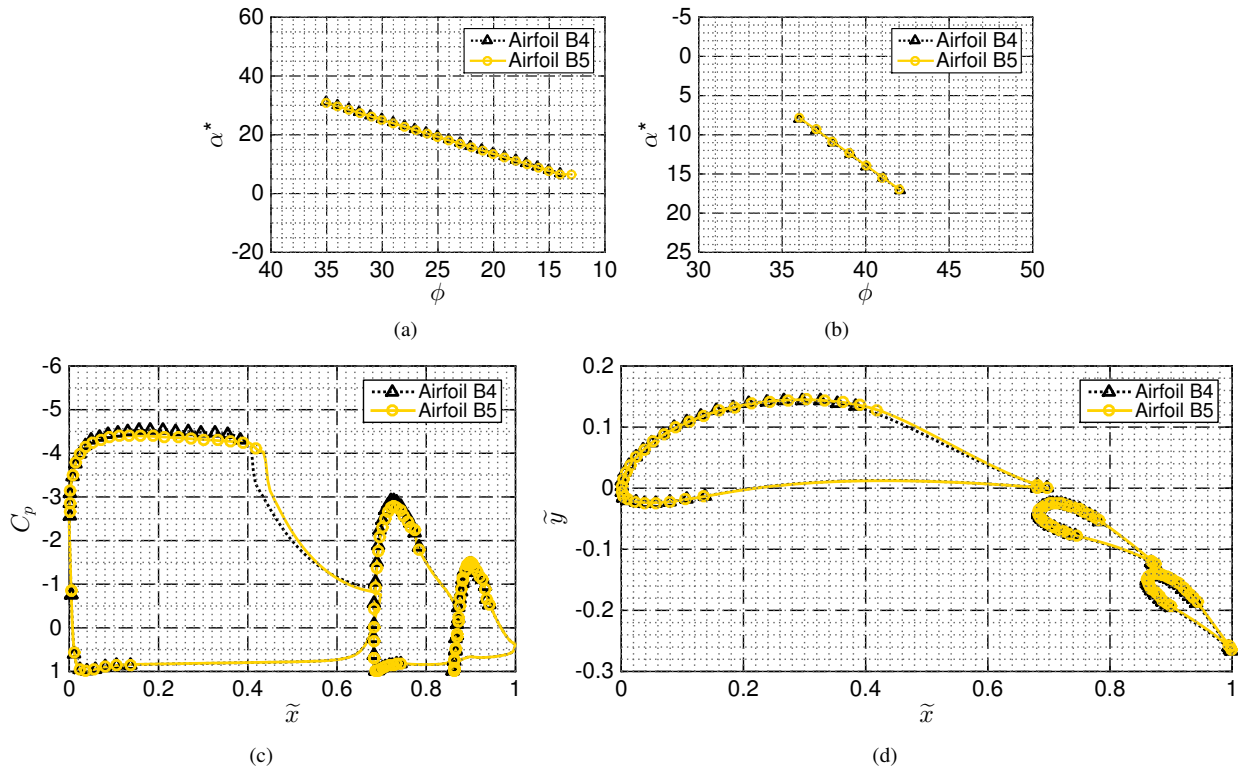 60
40
20
0
-20
α*
40 35 30 25 20 15 10
ϕ
Airfoil B4
Airfoil B5
(a)
-5
0
5
10
15
20
25
α*
30 35 40 45 50
ϕ
Airfoil B4
Airfoil B5
(b)
-6
-5
-4
-3
-2
-1
0
1
C_p
0 0.2 0.4 0.6 0.8 1
x̃
Airfoil B4
Airfoil B5
(c)
0.2
0.1
0
-0.1
-0.2
-0.3
ỹ
0 0.2 0.4 0.6 0.8 1
x̃
Airfoil B4
Airfoil B5
(d)